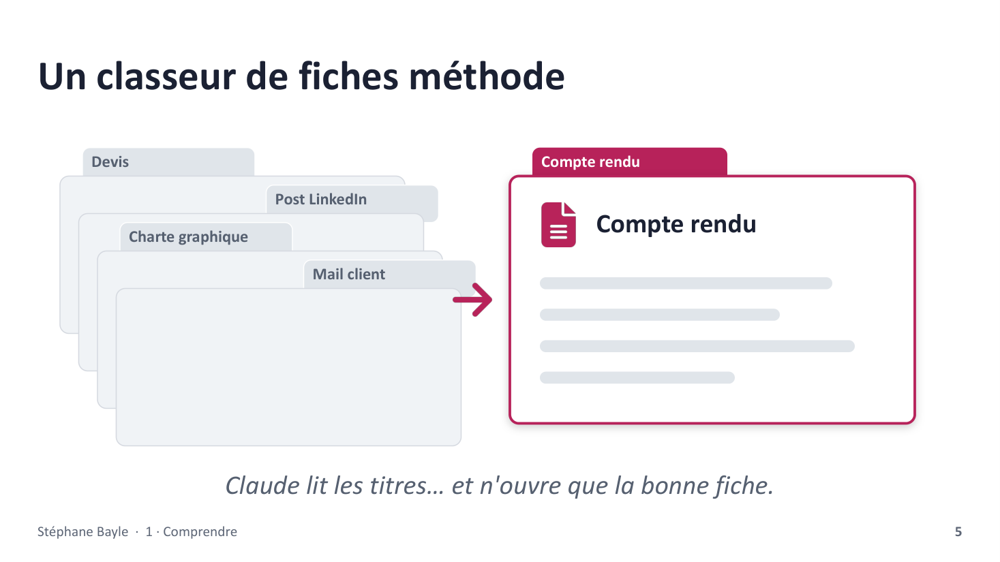 Un classeur de fiches méthode
Devis
Post LinkedIn
Charte graphique
Mail client
Compte rendu
Compte rendu
Claude lit les titres… et n'ouvre que la bonne fiche.
Stéphane Bayle · 1 · Comprendre
5